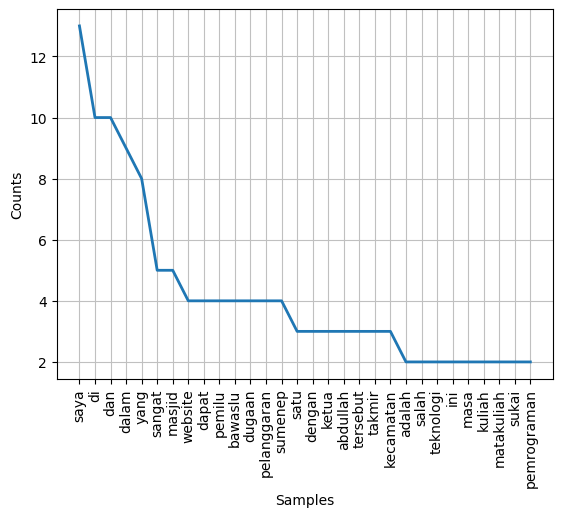 12
10
8
6
4
2
Counts
saya
di
dan
dalam
yang
sangat
masjid
website
dapat
pemilu
bawaslu
dugaan
pelanggaran
sumenep
satu
dengan
ketua
abdullah
tersebut
takmir
kecamatan
adalah
salah
teknologi
ini
masa
kuliah
matakuliah
sukai
pemrograman
Samples